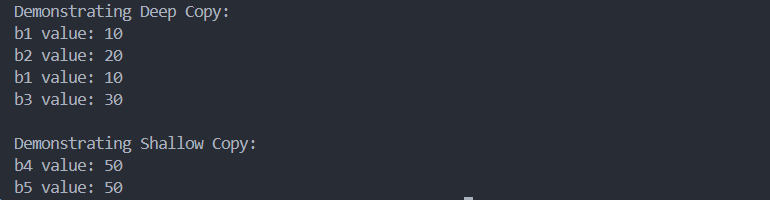 Demonstrating Deep Copy:
b1 value: 10
b2 value: 20
b1 value: 10
b3 value: 30
Demonstrating Shallow Copy:
b4 value: 50
b5 value: 50